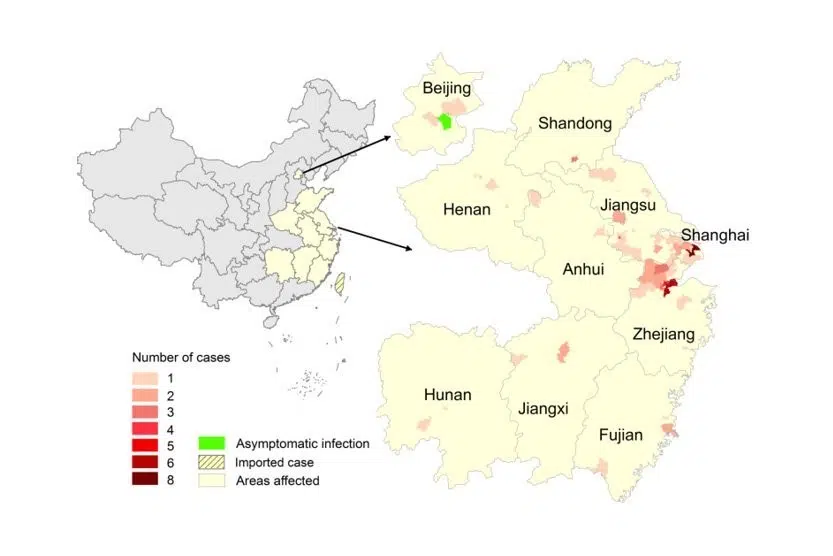 Beijing
Shandong
Henan
Jiangsu
Shanghai
Anhui
Zhejiang
Hunan
Jiangxi
Fujian
Number of cases
1
2
3
4
5
6
8
Asymptomatic infection
Imported case
Areas affected